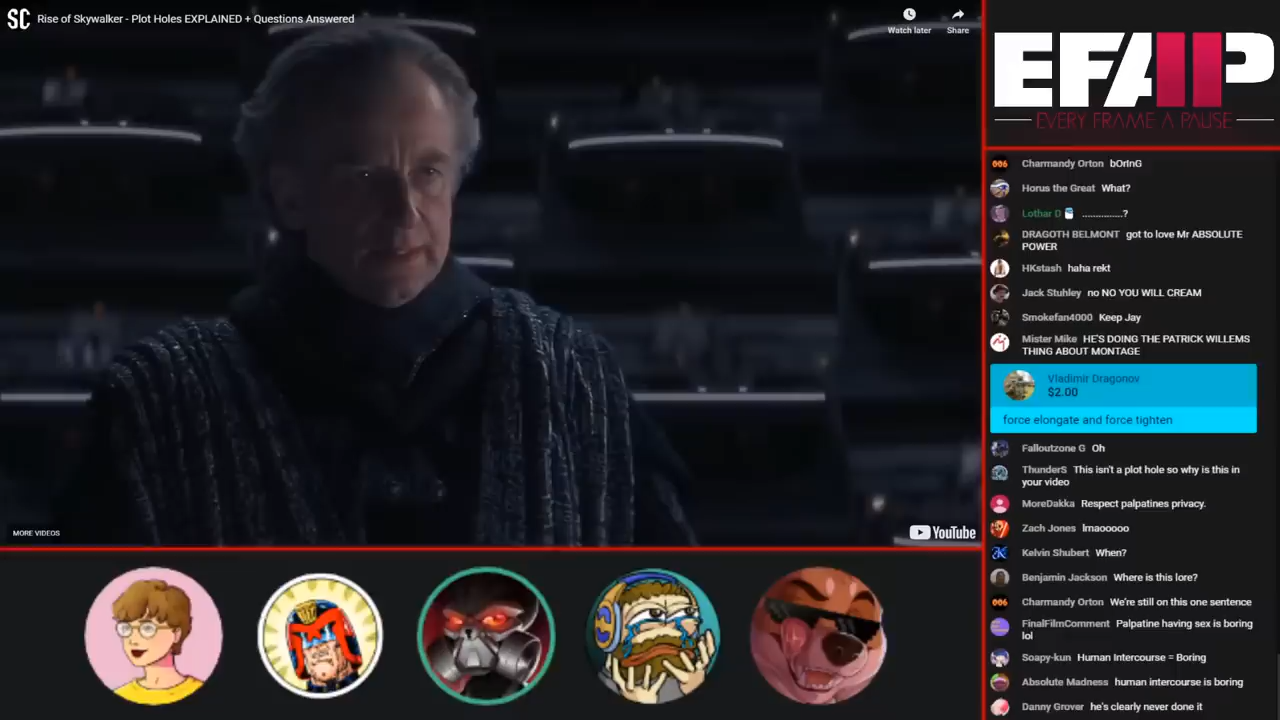 SC Rise of Skywalker - Plot Holes EXPLAINED + Questions Answered
Watch later
Share
MORE VIDEOS
YouTube
EFAP
EVERY FRAME A PAUSE
Charmandy Orton bOrInG
Horus the Great What?
Lothar D ..............?
DRAGOTH BELMONT got to love Mr ABSOLUTE
POWER
HKstash haha rekt
Jack Stuhley no NO YOU WILL CREAM
Smokefan4000 Keep Jay
Mister Mike HE'S DOING THE PATRICK WILLEMS
THING ABOUT MONTAGE
Vladimir Dragonov
$2.00
force elongate and force tighten
Falloutzone G Oh
ThunderS This isn't a plot hole so why is this in
your video
MoreDakka Respect palpatines privacy.
Zach Jones lmaooooo
Kelvin Shubert When?
Benjamin Jackson Where is this lore?
Charmandy Orton We're still on this one sentence
FinalFilmComment Palpatine having sex is boring
lol
Soapy-kun Human Intercourse = Boring
Absolute Madness human intercourse is boring
Danny Grover he's clearly never done it